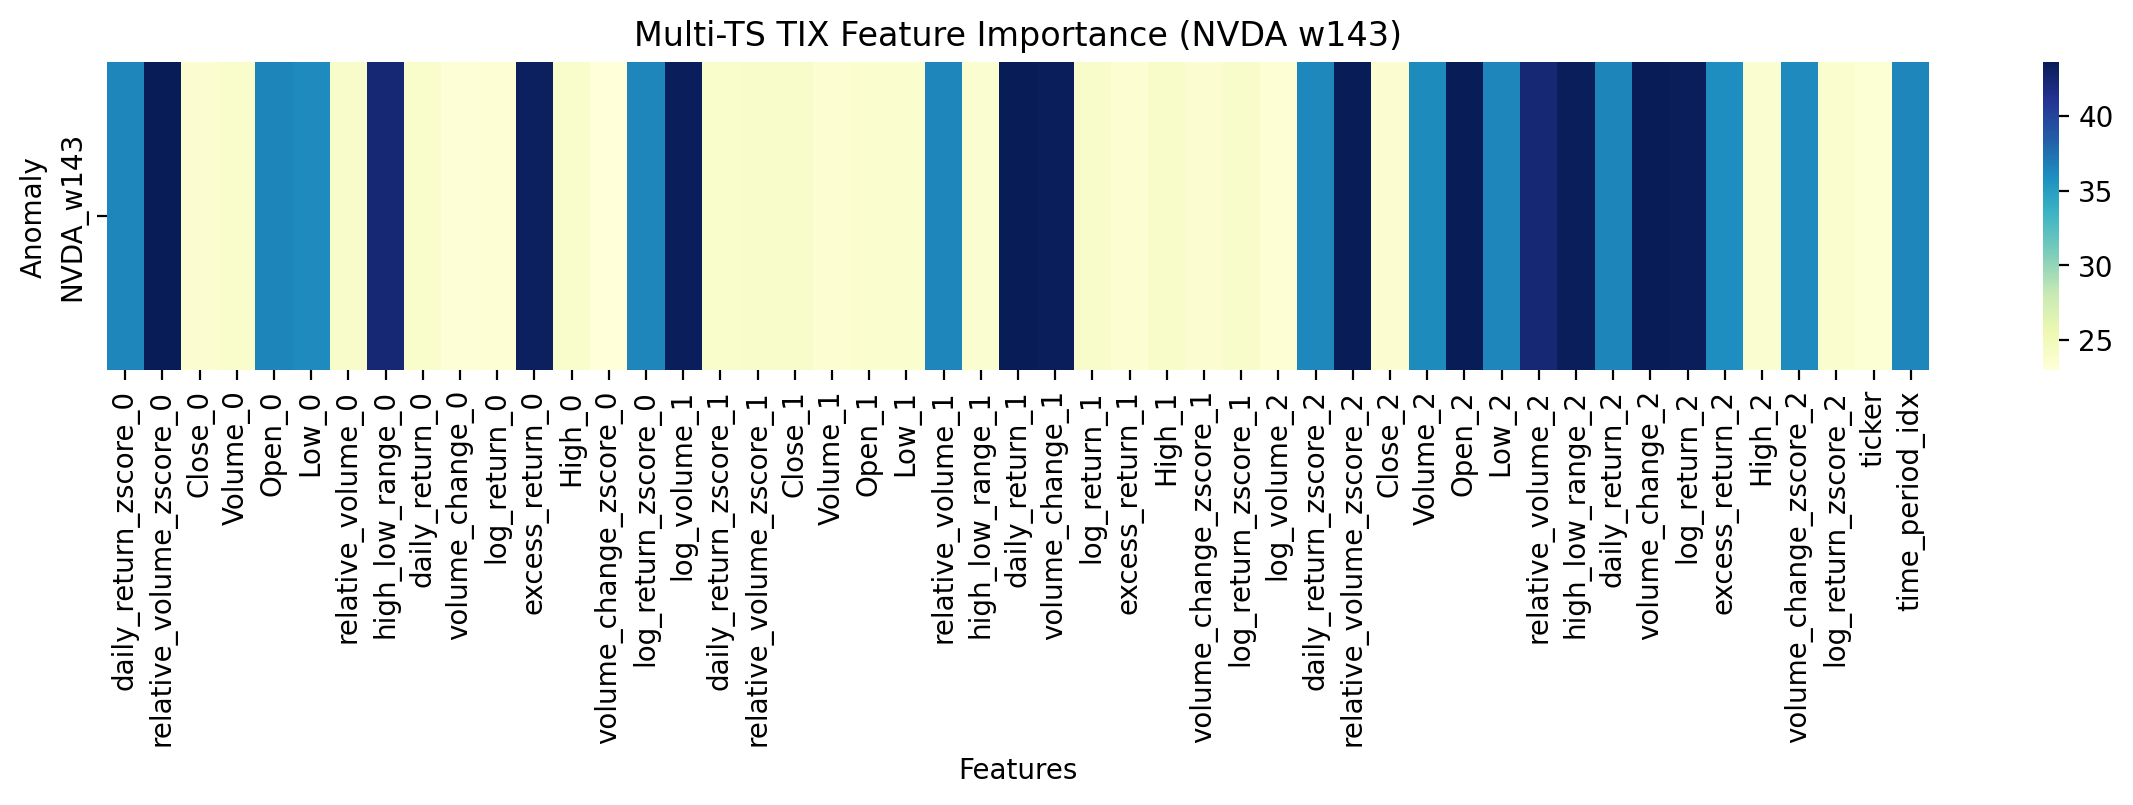 Multi-TS TIX Feature Importance (NVDA w143)
Anomaly
NVDA_w143
40
35
30
25
daily_return_zscore_0
relative_volume_zscore_0
Close_0
Volume_0
Open_0
Low_0
relative_volume_0
high_low_range_0
daily_return_0
volume_change_0
log_return_0
excess_return_0
High_0
volume_change_zscore_0
log_return_zscore_0
log_volume_1
daily_return_zscore_1
relative_volume_zscore_1
Close_1
Volume_1
Open_1
Low_1
relative_volume_1
high_low_range_1
daily_return_1
volume_change_1
log_return_1
excess_return_1
High_1
volume_change_zscore_1
log_return_zscore_1
log_volume_2
daily_return_zscore_2
relative_volume_zscore_2
Close_2
Volume_2
Open_2
Low_2
relative_volume_2
high_low_range_2
daily_return_2
volume_change_2
log_return_2
excess_return_2
High_2
volume_change_zscore_2
log_return_zscore_2
ticker
time_period_idx
Features